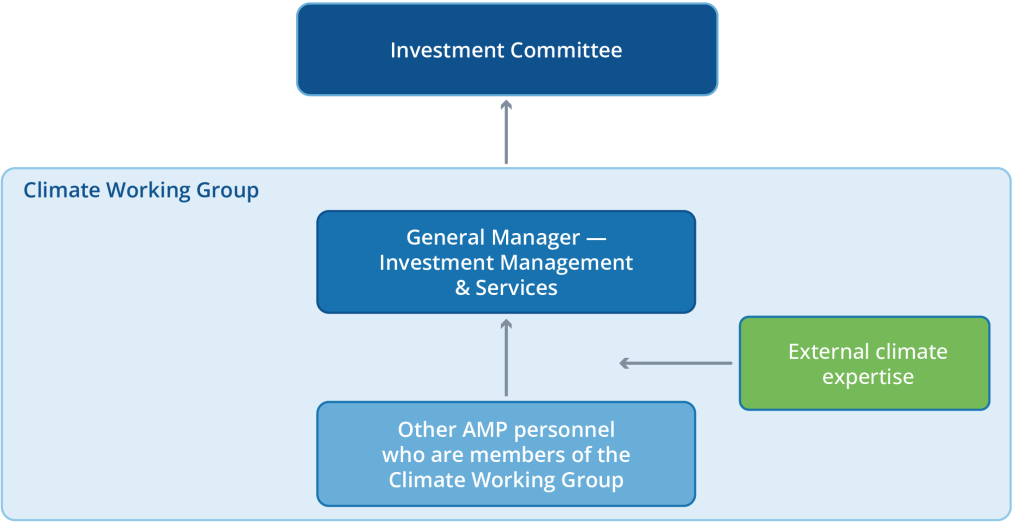 Investment Committee
Climate Working Group
General Manager —
Investment Management
& Services
External climate
expertise
Other AMP personnel
who are members of the
Climate Working Group